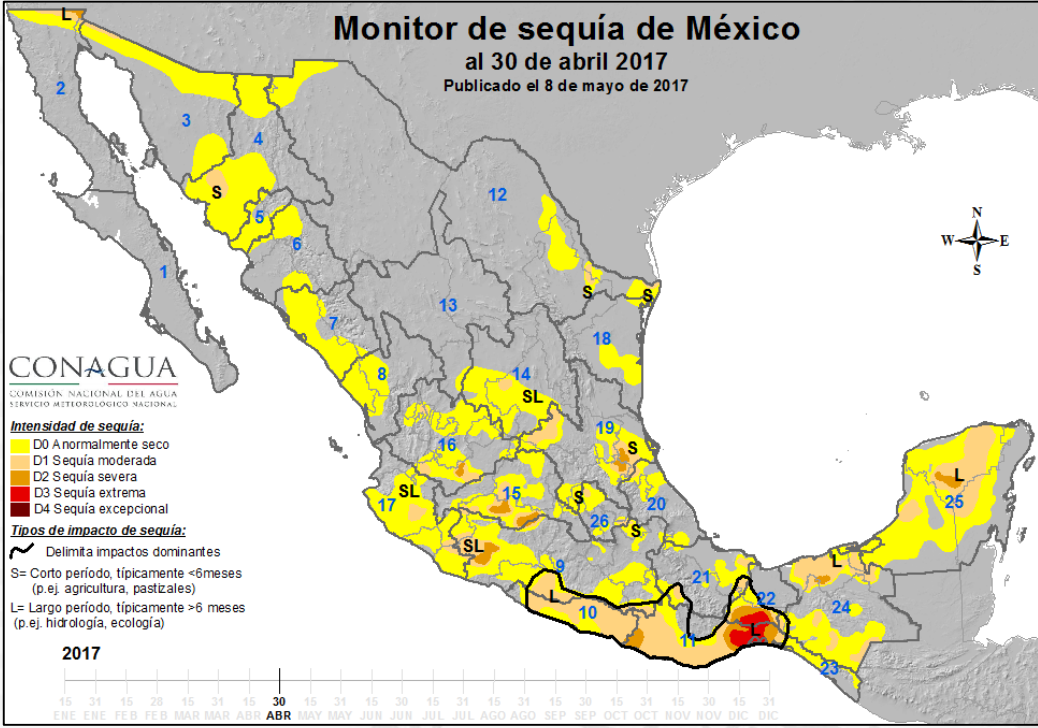 Monitor de sequía de México
al 30 de abril 2017
Publicado el 8 de mayo de 2017
L
2
3
4
S
5
6
1
12
N
W E
S
S
S
13
7
18
8
14
SL
CONAGUA
COMISIÓN NACIONAL DEL AGUA
SERVICIO METEOROLÓGICO NACIONAL
Intensidad de sequía:
D0 Anormalmente seco
D1 Sequía moderada
D2 Sequía severa
D3 Sequía extrema
D4 Sequía excepcional
Tipos de impacto de sequía:
Delimita impactos dominantes
S= Corto período, típicamente <6meses
(p.ej. agricultura, pastizales)
L= Largo período, típicamente >6 meses
(p.ej. hidrología, ecología)
16
19
S
SL
17
15
S
20
26
S
L
25
SL
9
21
L
L
10
22
24
11
L
23
2017
15 31 15 28 15 31 15 30 15 31 15 30 15 31 15 31 15 30 15 31 15 30 15 31
ENE ENE FEB FEB MAR MAR ABR ABR MAY MAY JUN JUN JUL JUL AGO AGO SEP SEP OCT OCT NOV NOV DIC DIC